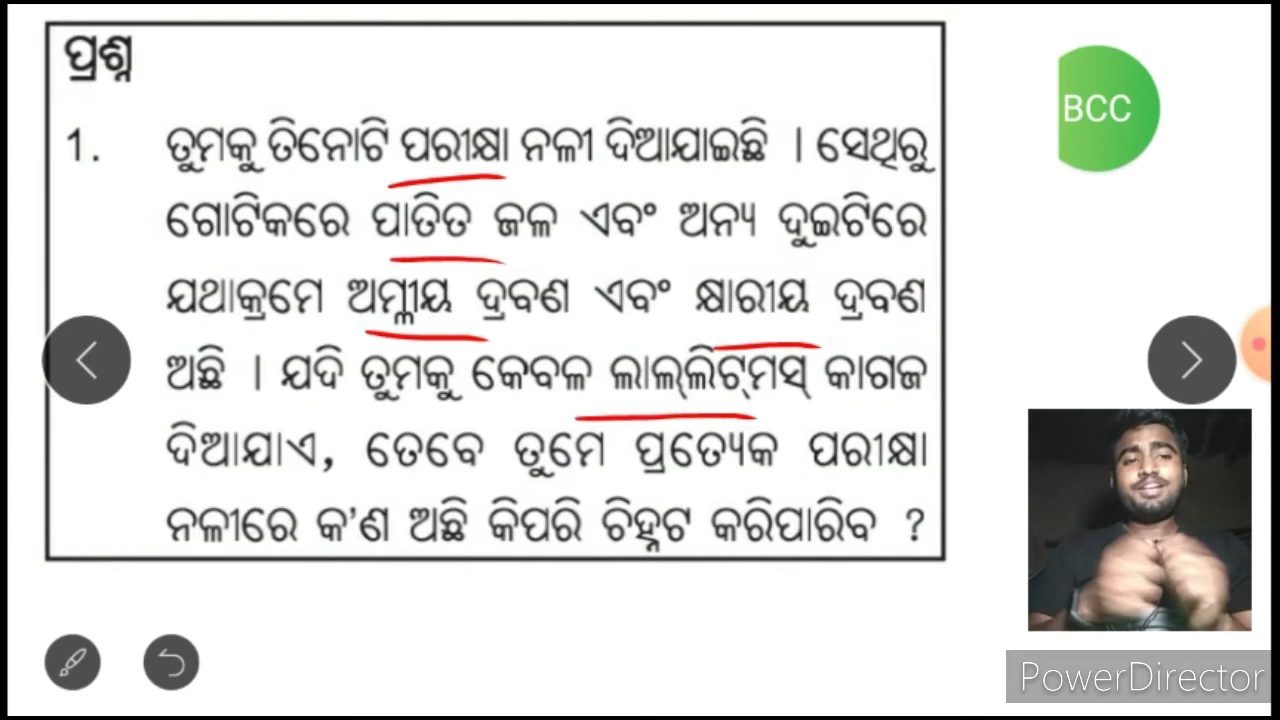 ପ୍ରଶ୍ନ
BCC
1. ତୁମକୁ ତିନୋଟି ପରୀକ୍ଷା ନଳୀ ଦିଆଯାଇଛି । ସେଥିରୁ
ଗୋଟିକରେ ପାତିତ ଜଳ ଏବଂ ଅନ୍ୟ ଦୁଇଟିରେ
ଯଥାକ୍ରମେ ଅମ୍ଳୀୟ ଦ୍ରବଣ ଏବଂ କ୍ଷାରୀୟ ଦ୍ରବଣ
ଅଛି । ଯଦି ତୁମକୁ କେବଳ ଲାଲ୍‌ଲିଟ୍‌ମସ୍ କାଗଜ
ଦିଆଯାଏ, ତେବେ ତୁମେ ପ୍ରତ୍ୟେକ ପରୀକ୍ଷା
ନଳୀରେ କ'ଣ ଅଛି କିପରି ଚିହ୍ନଟ କରିପାରିବ ?
PowerDirector